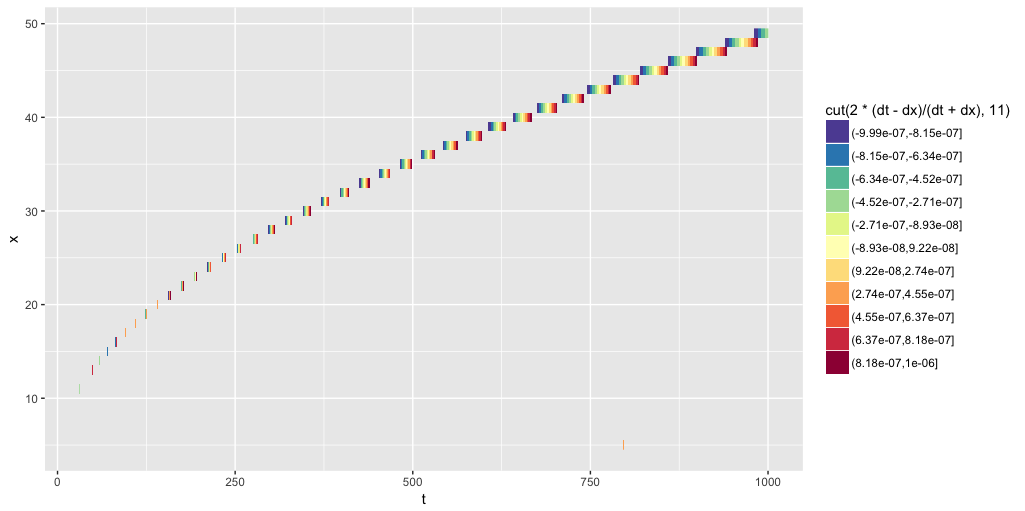 50
40
30
20
10
x
0 250 500 750 1000
t
cut(2 * (dt - dx)/(dt + dx), 11)
(-9.99e-07,-8.15e-07]
(-8.15e-07,-6.34e-07]
(-6.34e-07,-4.52e-07]
(-4.52e-07,-2.71e-07]
(-2.71e-07,-8.93e-08]
(-8.93e-08,9.22e-08]
(9.22e-08,2.74e-07]
(2.74e-07,4.55e-07]
(4.55e-07,6.37e-07]
(6.37e-07,8.18e-07]
(8.18e-07,1e-06]